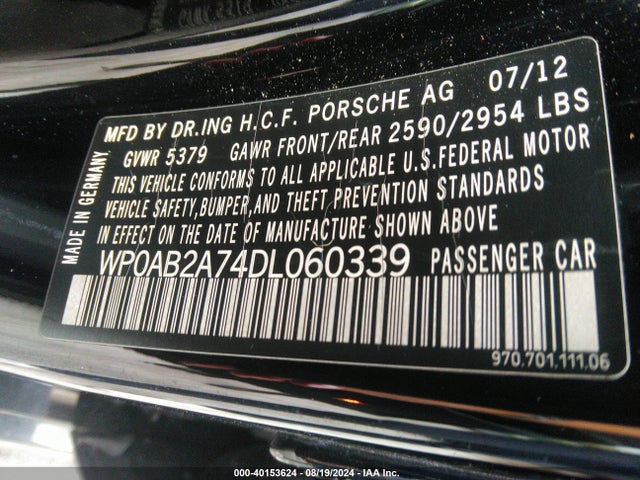 MFD BY DR.ING H.C.F. PORSCHE AG 07/12
GVWR 5379 GAWR FRONT/REAR 2590/2954 LBS
THIS VEHICLE CONFORMS TO ALL APPLICABLE U.S.FEDERAL MOTOR
VEHICLE SAFETY,BUMPER,AND THEFT PREVENTION STANDARDS
IN EFFECT ON THE DATE OF MANUFACTURE SHOWN ABOVE
WP0AB2A74DL060339 PASSENGER CAR
MADE IN GERMANY
970.701.111.06
000-40153624 - 08/19/2024 - IAA Inc.